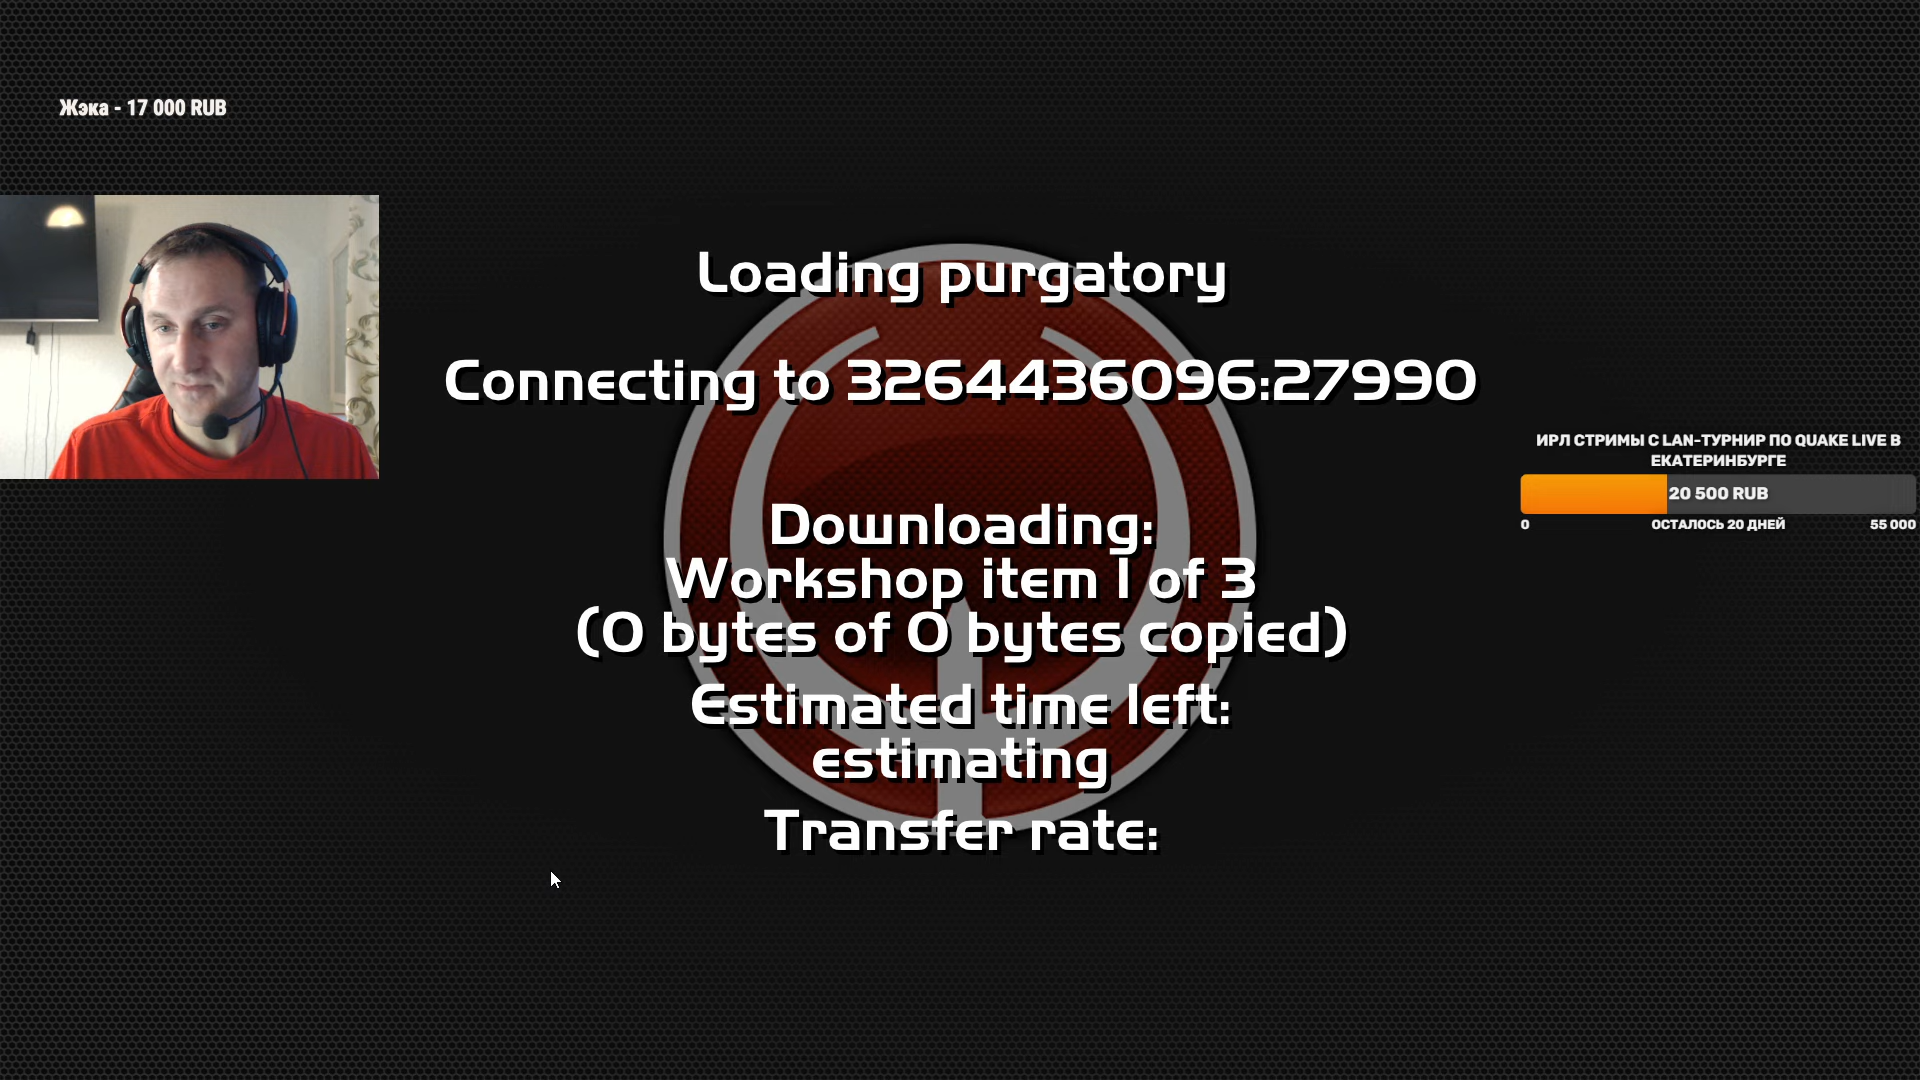 Жэка - 17 000 RUB
Loading purgatory
Connecting to 3264436096:27990
ИРЛ СТРИМЫ С LAN-ТУРНИР ПО QUAKE LIVE В
ЕКАТЕРИНБУРГЕ
20 500 RUB
0 ОСТАЛОСЬ 20 ДНЕЙ 55 000
Downloading:
Workshop item 1 of 3
(0 bytes of 0 bytes copied)
Estimated time left:
estimating
Transfer rate: